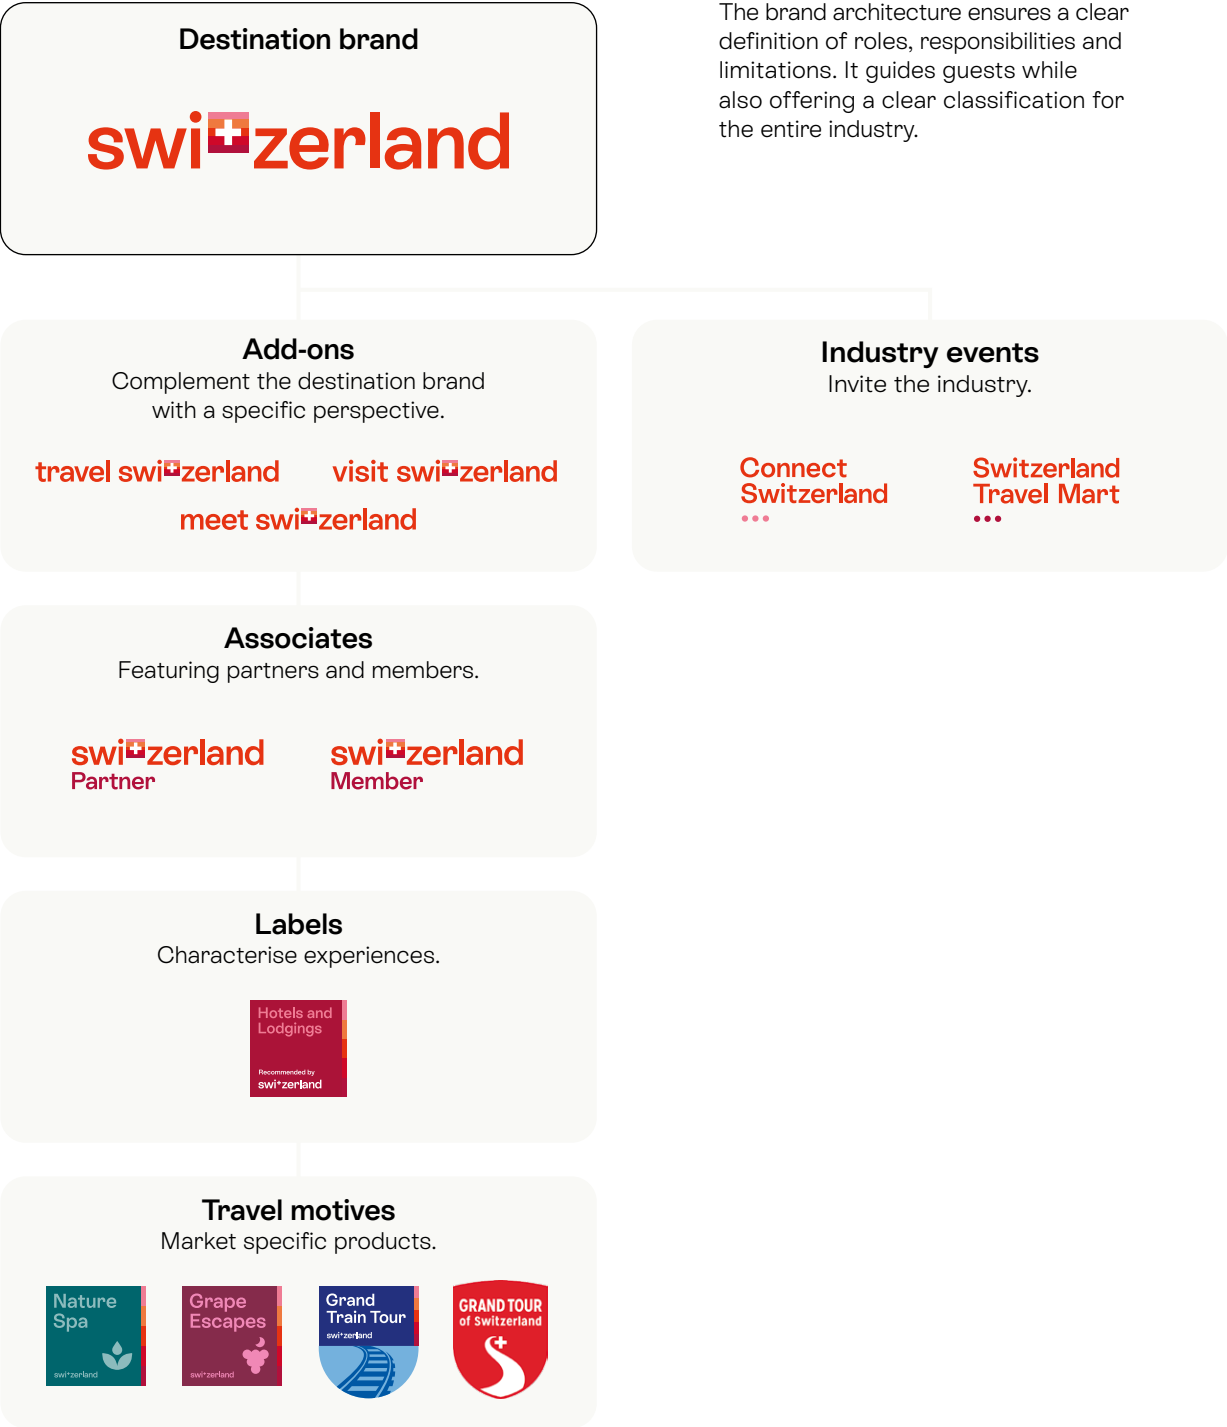 Destination brand
swi+zerland
The brand architecture ensures a clear
definition of roles, responsibilities and
limitations. It guides guests while
also offering a clear classification for
the entire industry.
Add-ons
Complement the destination brand
with a specific perspective.
travel swi+zerland
visit swi+zerland
meet swi+zerland
Industry events
Invite the industry.
Connect
Switzerland
Switzerland
Travel Mart
Associates
Featuring partners and members.
swi+zerland
Partner
swi+zerland
Member
Labels
Characterise experiences.
Hotels and
Lodgings
Recommended by
swi+zerland
Travel motives
Market specific products.
Nature
Spa
swi+zerland
Grape
Escapes
swi+zerland
Grand
Train Tour
swi+zerland
GRAND TOUR
of Switzerland